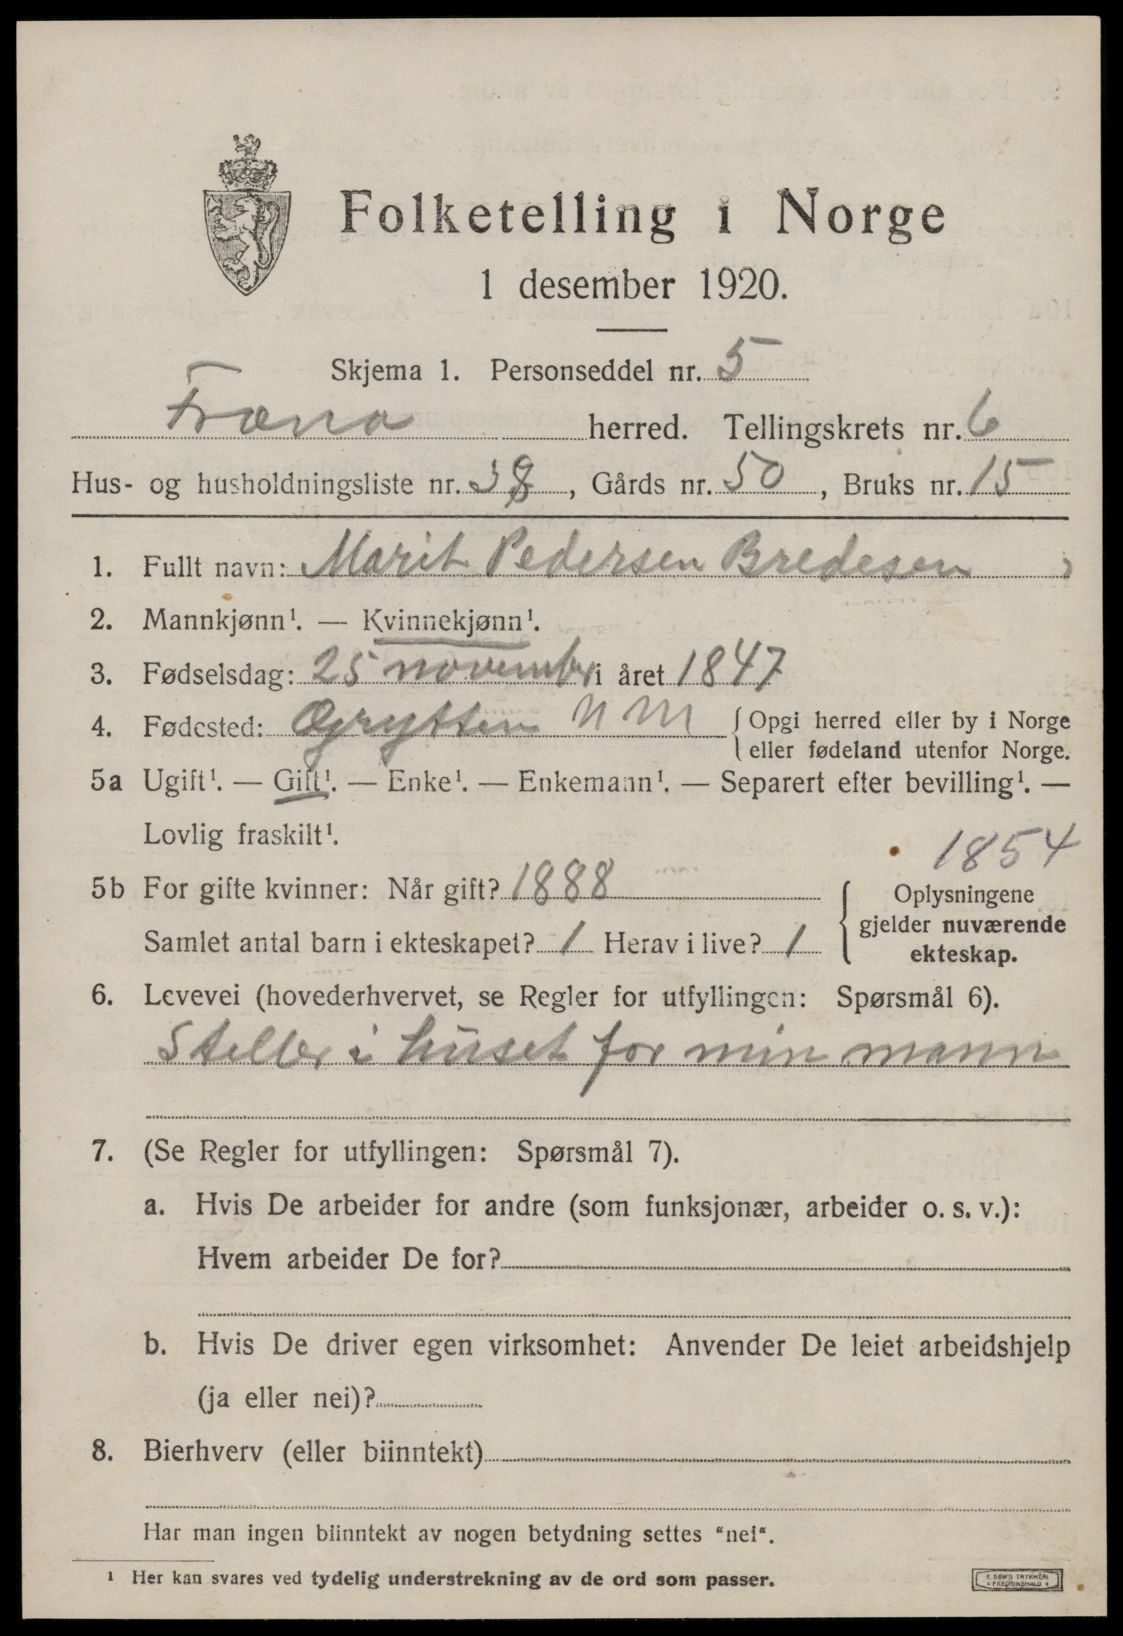 Folketelling i Norge
1 desember 1920.
Skjema 1. Personseddel nr. 5
Fræna herred. Tellingskrets nr. 6
Hus- og husholdningsliste nr. 38, Gårds nr. 50, Bruks nr. 15
1. Fullt navn: Marit Pedersen Bredesen
2. Mannkjønn¹. — Kvinnekjønn¹.
3. Fødselsdag: 25 novembr i året 1847
4. Fødested: Grytten N M {Opgi herred eller by i Norge
eller fødeland utenfor Norge.
5a Ugift¹. — Gift¹. — Enke¹. — Enkemann¹. — Separert efter bevilling¹. —
Lovlig fraskilt¹.
1854
5b For gifte kvinner: Når gift? 1888 { Oplysningene
gjelder nuværende
Samlet antal barn i ekteskapet? 1 Herav i live? 1
ekteskap.
6. Levevei (hovederhvervet, se Regler for utfyllingen: Spørsmål 6).
Steller i huset for min mann
7. (Se Regler for utfyllingen: Spørsmål 7).
a. Hvis De arbeider for andre (som funksjonær, arbeider o. s. v.):
Hvem arbeider De for?
b. Hvis De driver egen virksomhet: Anvender De leiet arbeidshjelp
(ja eller nei)?
8. Bierhverv (eller biinntekt)
Har man ingen biinntekt av nogen betydning settes "nei".
¹ Her kan svares ved tydelig understrekning av de ord som passer.
E. SEM'S TRYKKERI
FREDRIKSHALD